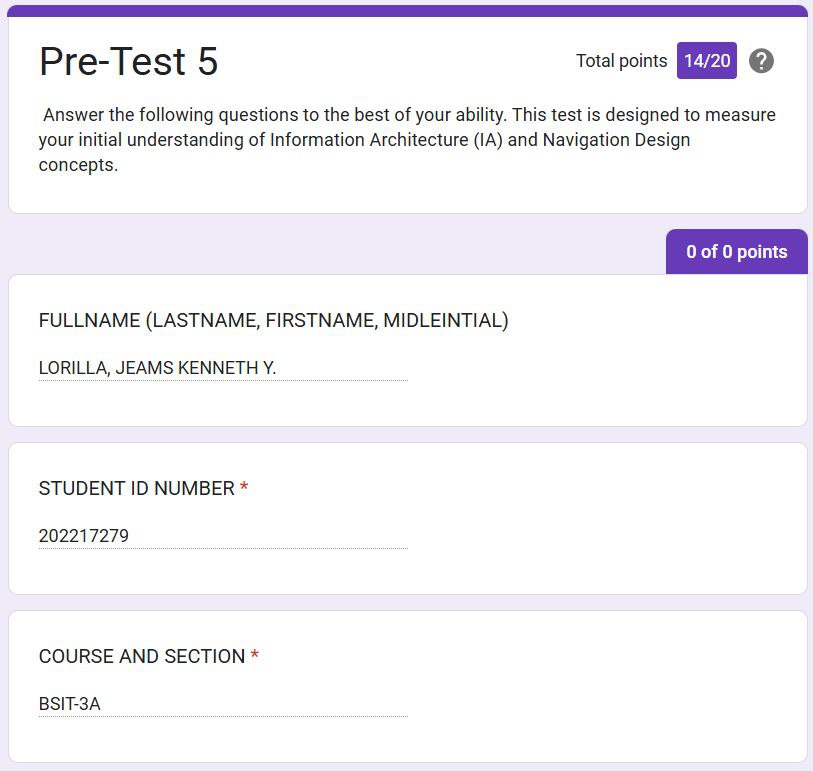 Pre-Test 5
Total points 14/20 ?
Answer the following questions to the best of your ability. This test is designed to measure
your initial understanding of Information Architecture (IA) and Navigation Design
concepts.
0 of 0 points
FULLNAME (LASTNAME, FIRSTNAME, MIDLEINTIAL)
LORILLA, JEAMS KENNETH Y.
STUDENT ID NUMBER *
202217279
COURSE AND SECTION *
BSIT-3A